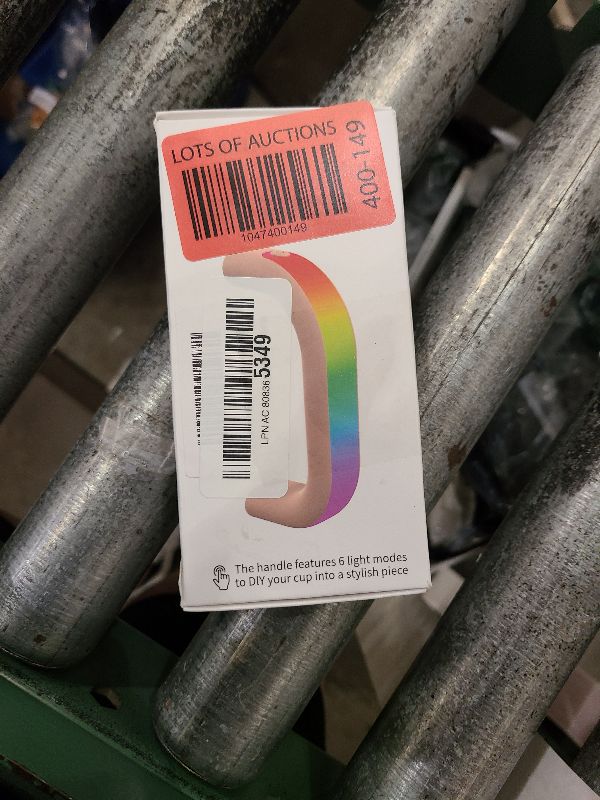 LOTS OF AUCTIONS
400-149
1047400149
LPN AC 80836 5349
The handle features 6 light modes
to DIY your cup into a stylish piece